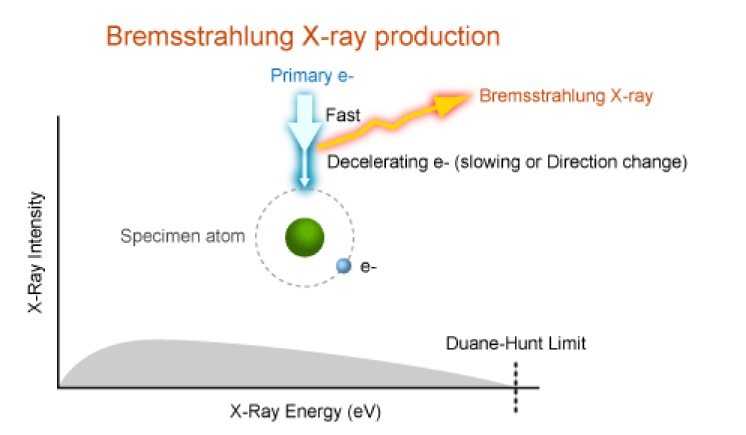 Bremsstrahlung X-ray production
Primary e-
Bremsstrahlung X-ray
Fast
Decelerating e- (slowing or Direction change)
Specimen atom
e-
X-Ray Intensity
Duane-Hunt Limit
X-Ray Energy (eV)